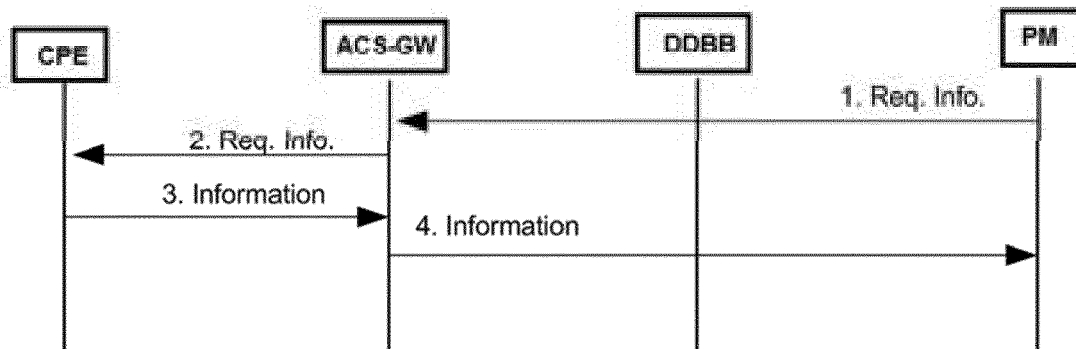 CPE
ACS-GW
DDBB
PM
1. Req. Info.
2. Req. Info.
3. Information
4. Information